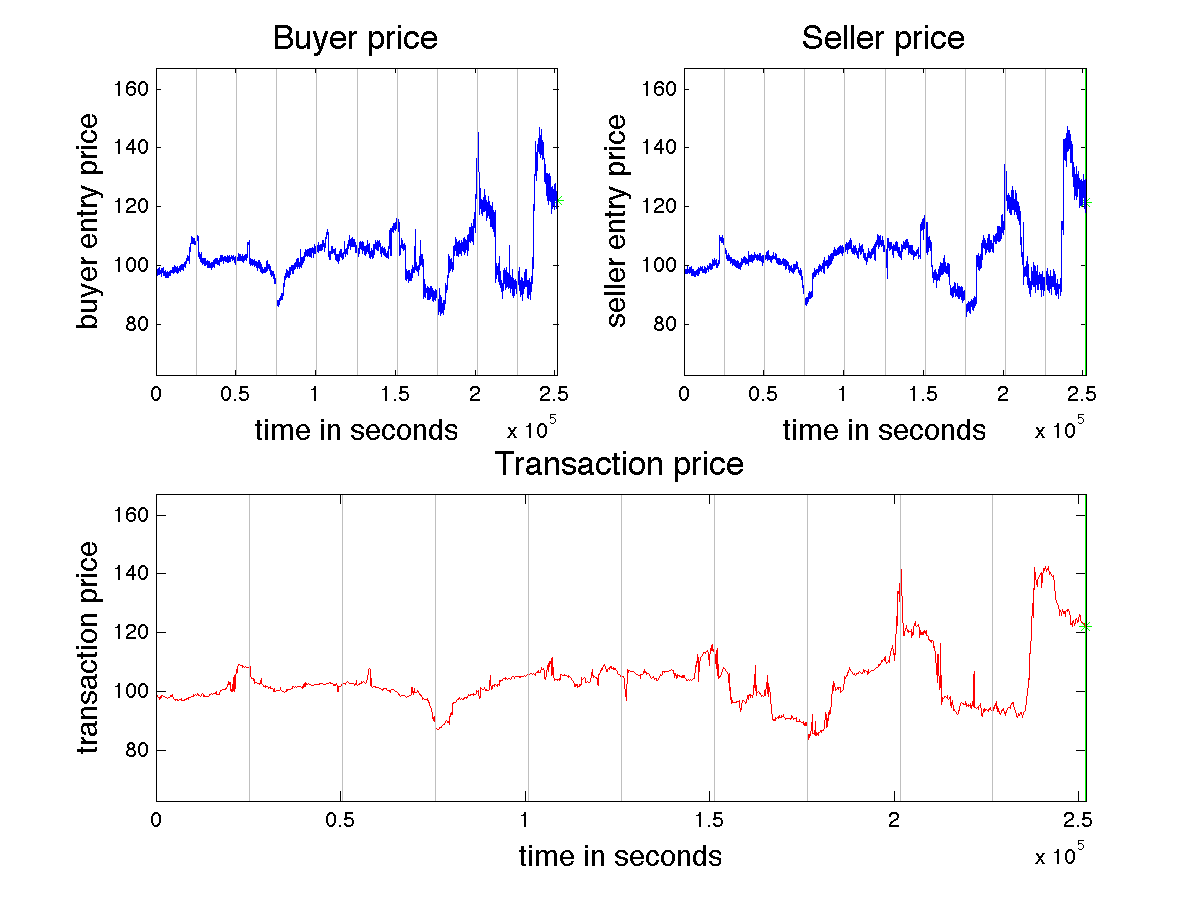 Buyer price
Seller price
160
140
120
100
80
buyer entry price
0 0.5 1 1.5 2 2.5
time in seconds
x 10^5
160
140
120
100
80
seller entry price
0 0.5 1 1.5 2 2.5
time in seconds
x 10^5
Transaction price
160
140
120
100
80
transaction price
0 0.5 1 1.5 2 2.5
time in seconds
x 10^5